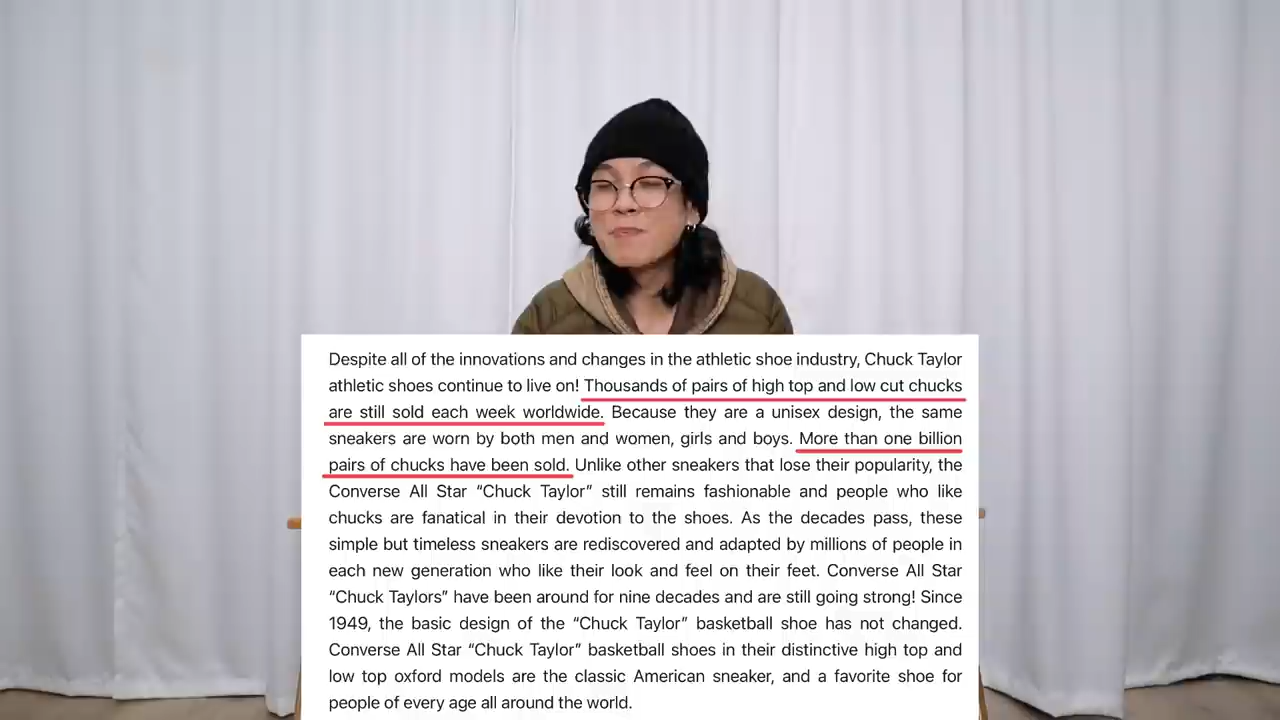 Despite all of the innovations and changes in the athletic shoe industry, Chuck Taylor
athletic shoes continue to live on! Thousands of pairs of high top and low cut chucks
are still sold each week worldwide. Because they are a unisex design, the same
sneakers are worn by both men and women, girls and boys. More than one billion
pairs of chucks have been sold. Unlike other sneakers that lose their popularity, the
Converse All Star “Chuck Taylor” still remains fashionable and people who like
chucks are fanatical in their devotion to the shoes. As the decades pass, these
simple but timeless sneakers are rediscovered and adapted by millions of people in
each new generation who like their look and feel on their feet. Converse All Star
“Chuck Taylors” have been around for nine decades and are still going strong! Since
1949, the basic design of the “Chuck Taylor” basketball shoe has not changed.
Converse All Star “Chuck Taylor” basketball shoes in their distinctive high top and
low top oxford models are the classic American sneaker, and a favorite shoe for
people of every age all around the world.